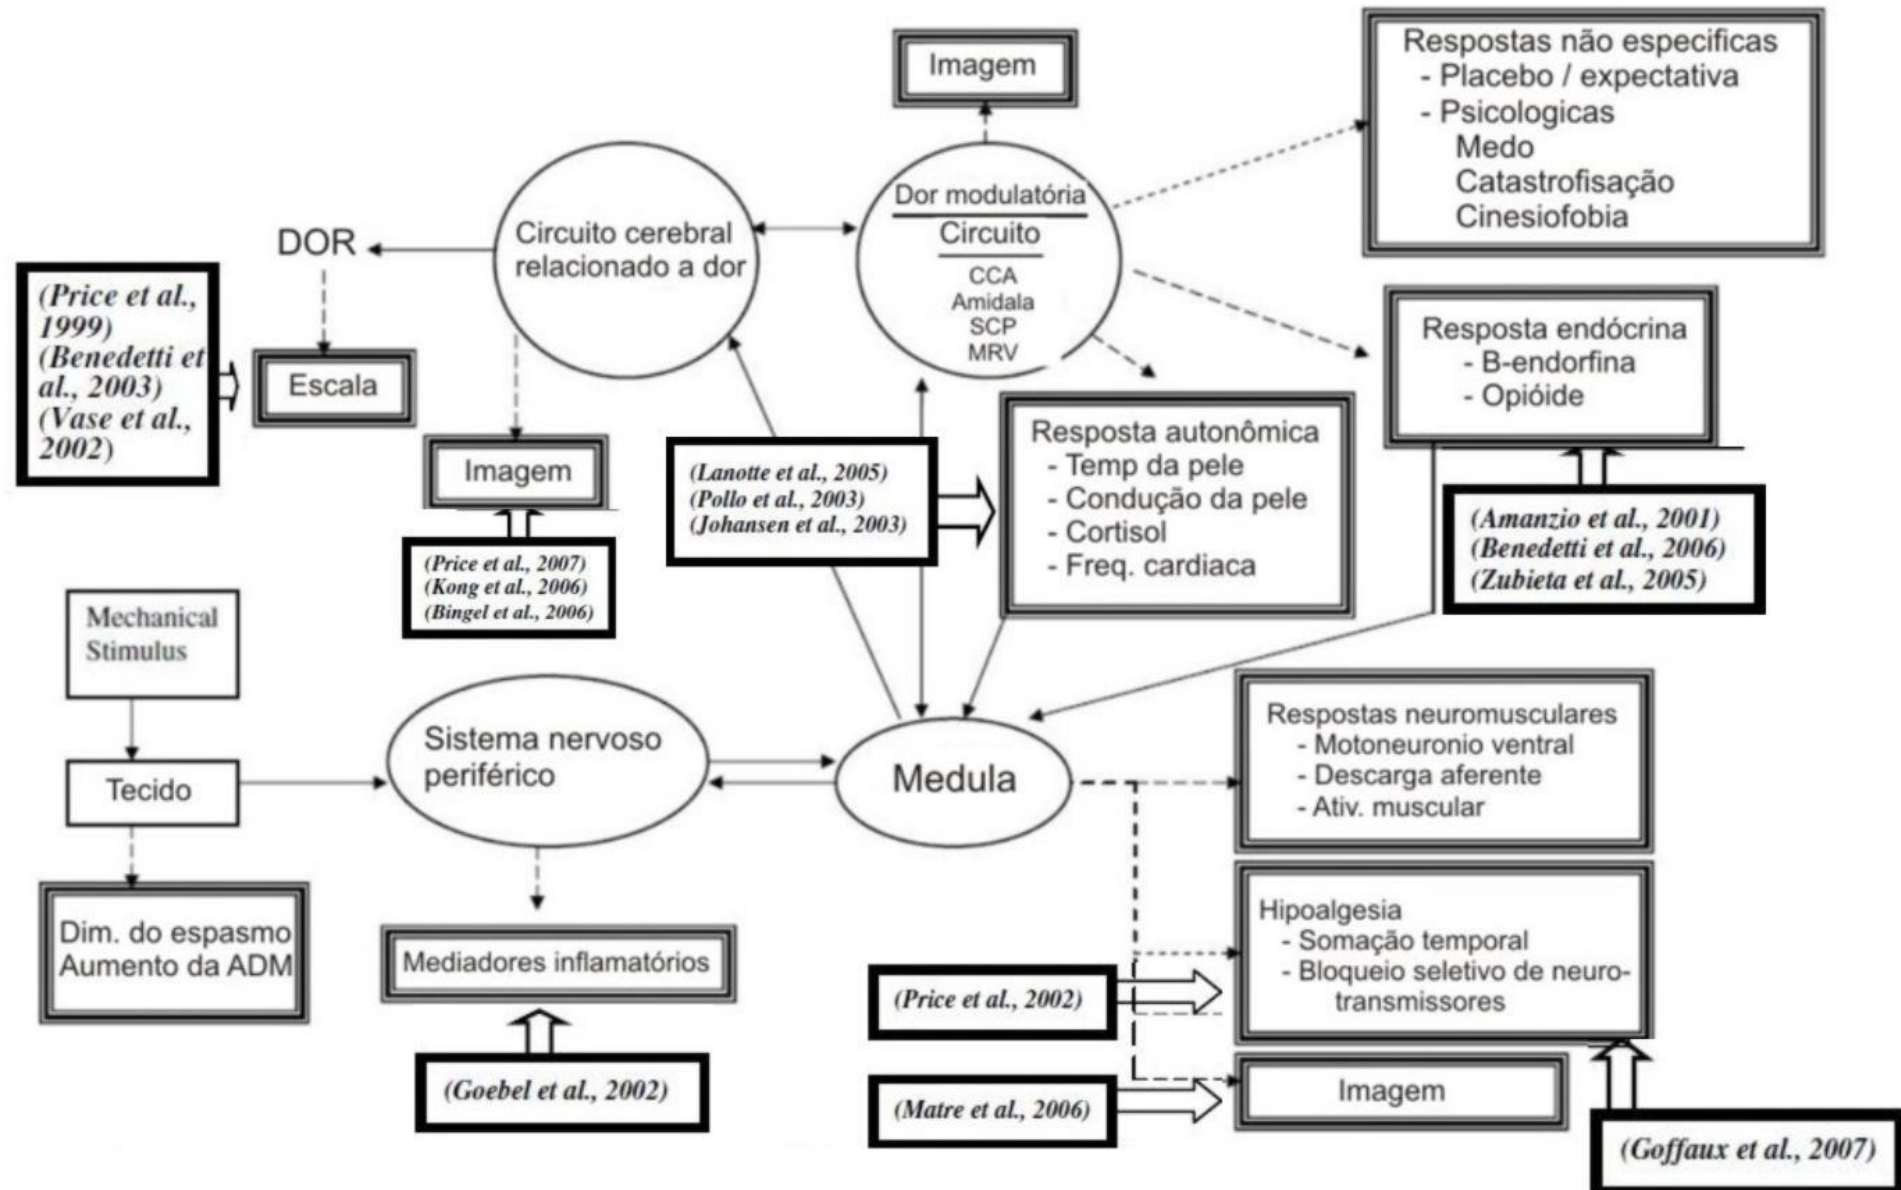 Imagem
Respostas não especificas
- Placebo / expectativa
- Psicologicas
Medo
Catastrofisação
Cinesiofobia
Dor modulatória
Circuito
CCA
Amidala
SCP
MRV
Circuito cerebral
relacionado a dor
DOR
(Price et al.,
1999)
(Benedetti et
al., 2003)
(Vase et al.,
2002)
Escala
Imagem
(Price et al., 2007)
(Kong et al., 2006)
(Bingel et al., 2006)
(Lanotte et al., 2005)
(Pollo et al., 2003)
(Johansen et al., 2003)
Resposta autonômica
- Temp da pele
- Condução da pele
- Cortisol
- Freq. cardiaca
Resposta endócrina
- B-endorfina
- Opióide
(Amanzio et al., 2001)
(Benedetti et al., 2006)
(Zubieta et al., 2005)
Mechanical
Stimulus
Tecido
Sistema nervoso
periférico
Medula
Respostas neuromusculares
- Motoneuronio ventral
- Descarga aferente
- Ativ. muscular
Dim. do espasmo
Aumento da ADM
Mediadores inflamatórios
(Goebel et al., 2002)
Hipoalgesia
- Somação temporal
- Bloqueio seletivo de neuro-
transmissores
(Price et al., 2002)
(Matre et al., 2006)
Imagem
(Goffaux et al., 2007)